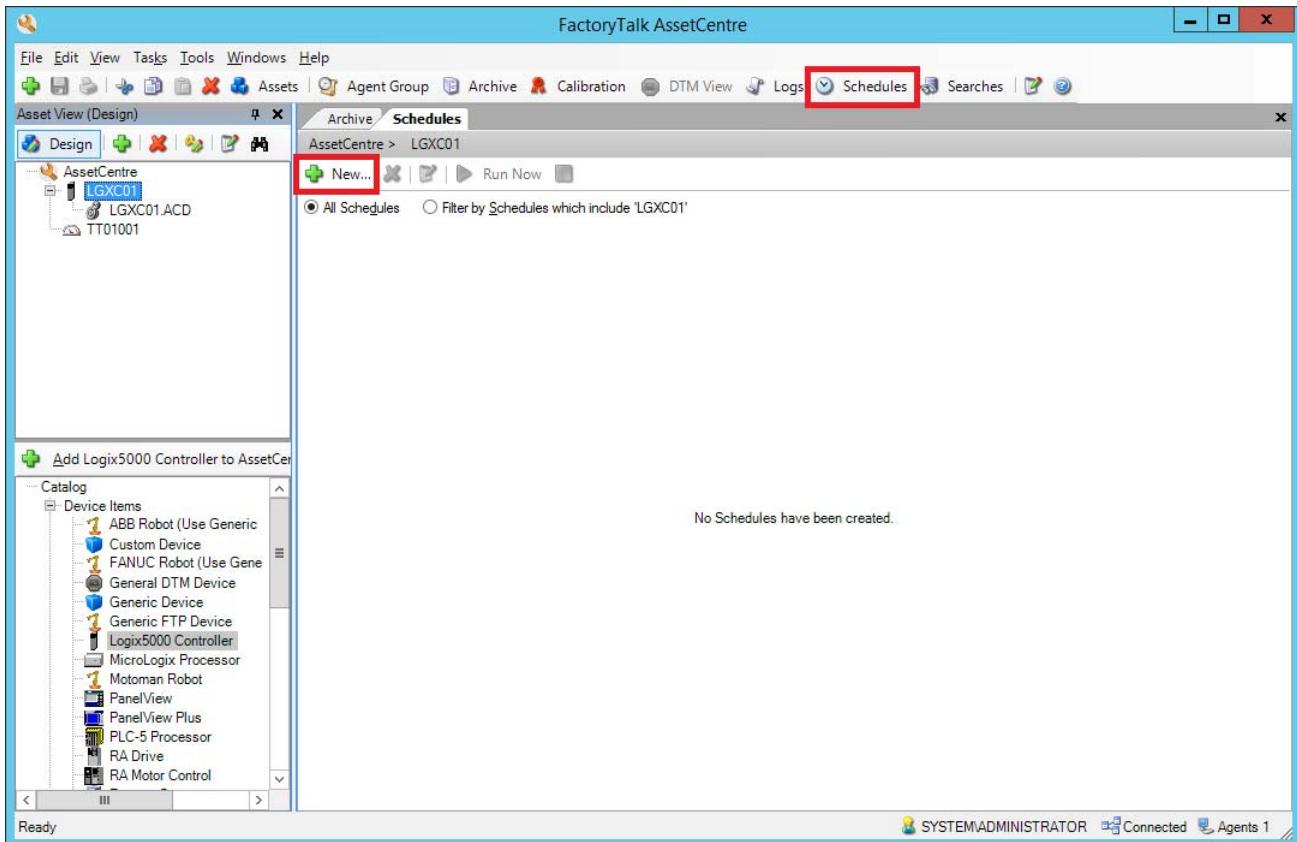 FactoryTalk AssetCentre
File Edit View Tasks Tools Windows Help
Assets Agent Group Archive Calibration DTM View Logs Schedules Searches
Asset View (Design)
Design
AssetCentre
LGXC01
LGXC01.ACD
TT01001
Archive Schedules
AssetCentre > LGXC01
New... Run Now
All Schedules Filter by Schedules which include 'LGXC01'
No Schedules have been created.
Add Logix5000 Controller to AssetCer
Catalog
Device Items
ABB Robot (Use Generic
Custom Device
FANUC Robot (Use Gene
General DTM Device
Generic Device
Generic FTP Device
Logix5000 Controller
MicroLogix Processor
Motoman Robot
PanelView
PanelView Plus
PLC-5 Processor
RA Drive
RA Motor Control
Ready
SYSTEM\ADMINISTRATOR Connected Agents 1